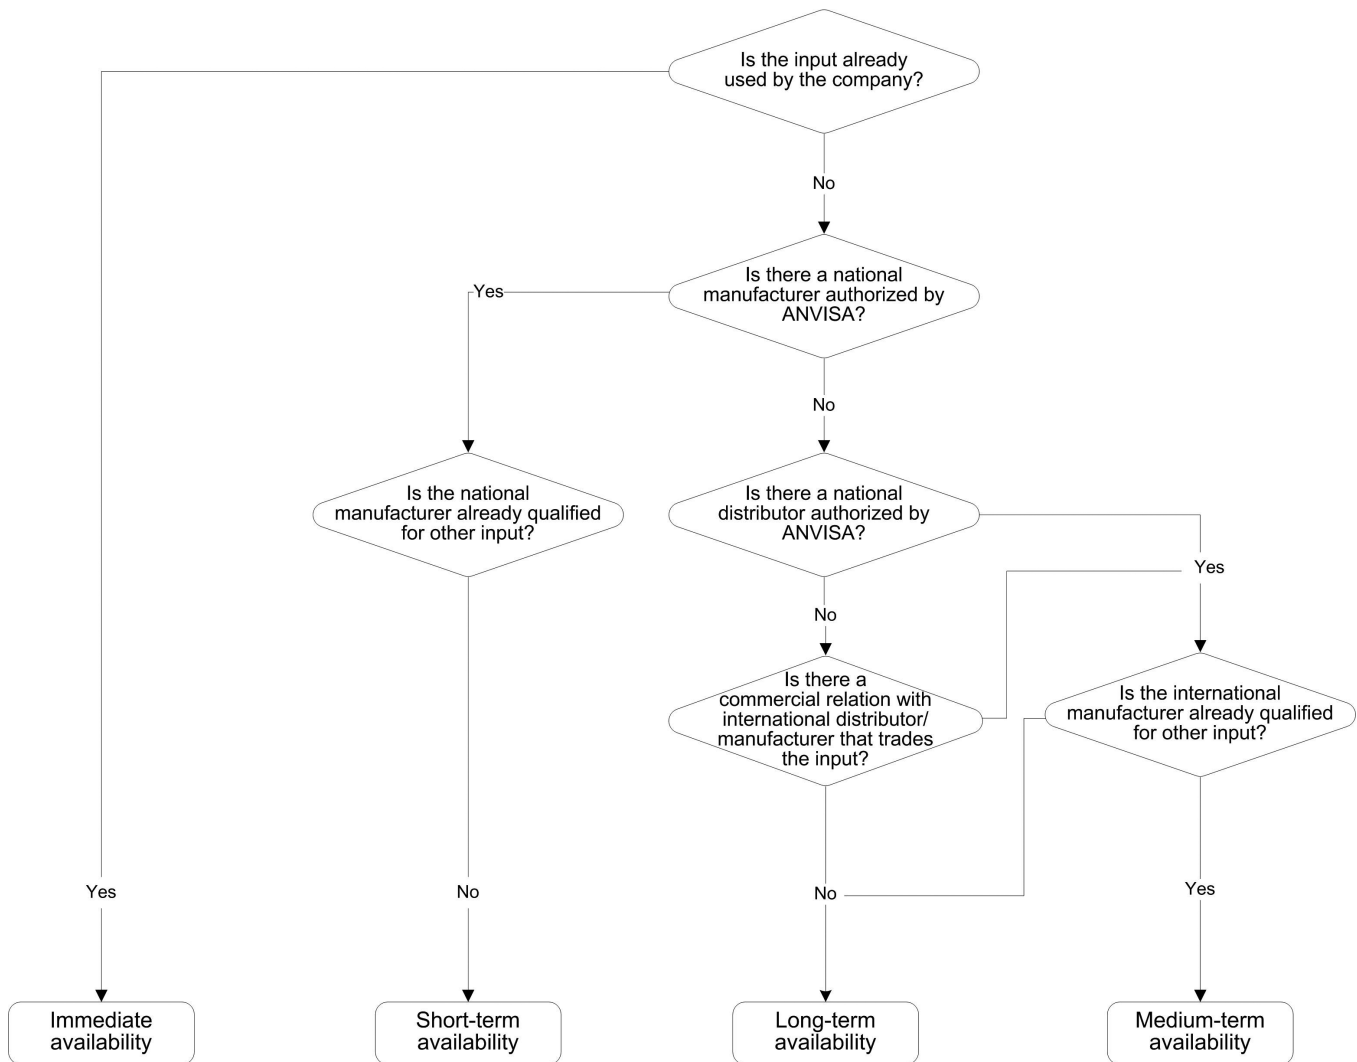 Is the input already
used by the company?
No
Is there a national
manufacturer authorized by
ANVISA?
Yes
No
Is the national
manufacturer already qualified
for other input?
Is there a national
distributor authorized by
ANVISA?
Yes
No
Is there a
commercial relation with
international distributor/
manufacturer that trades
the input?
Is the international
manufacturer already qualified
for other input?
Yes
No
No
Yes
Immediate
availability
Short-term
availability
Long-term
availability
Medium-term
availability